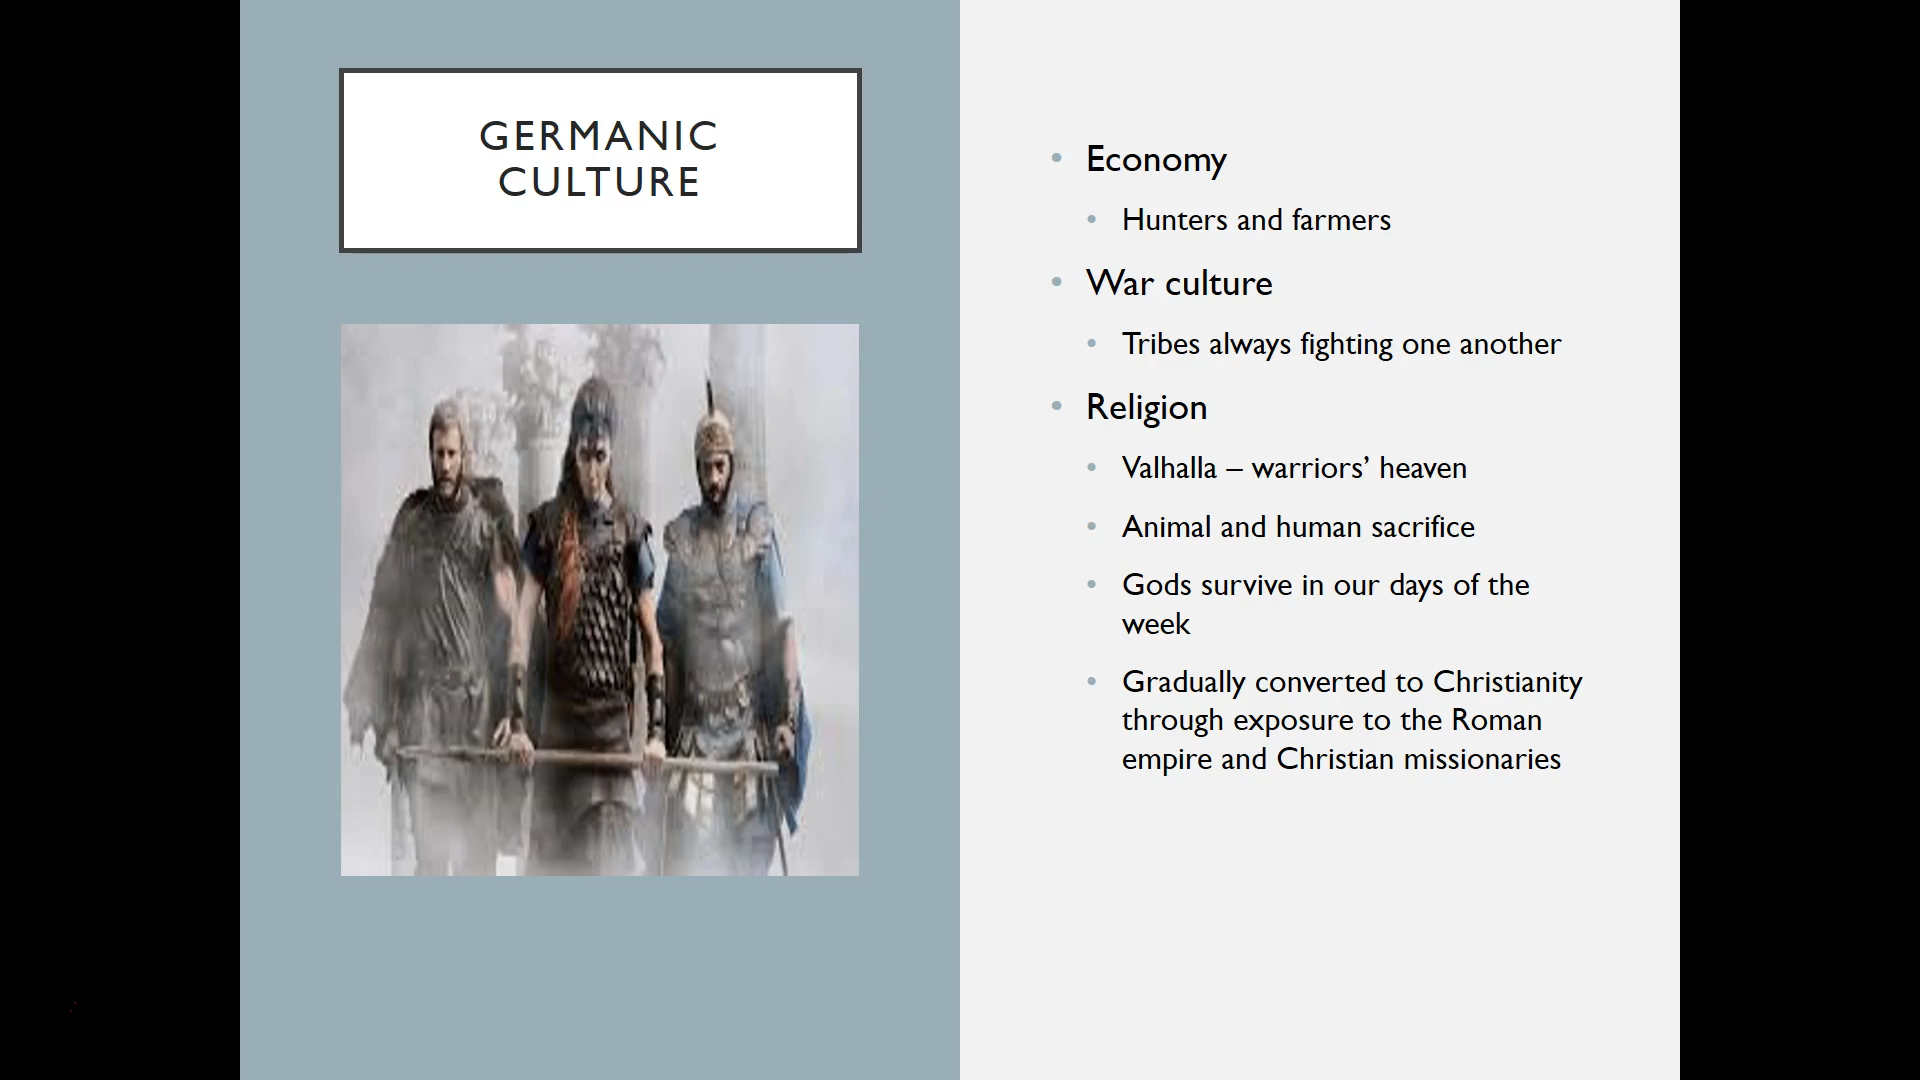 GERMANIC
CULTURE
• Economy
• Hunters and farmers
• War culture
• Tribes always fighting one another
• Religion
• Valhalla – warriors’ heaven
• Animal and human sacrifice
• Gods survive in our days of the
week
• Gradually converted to Christianity
through exposure to the Roman
empire and Christian missionaries